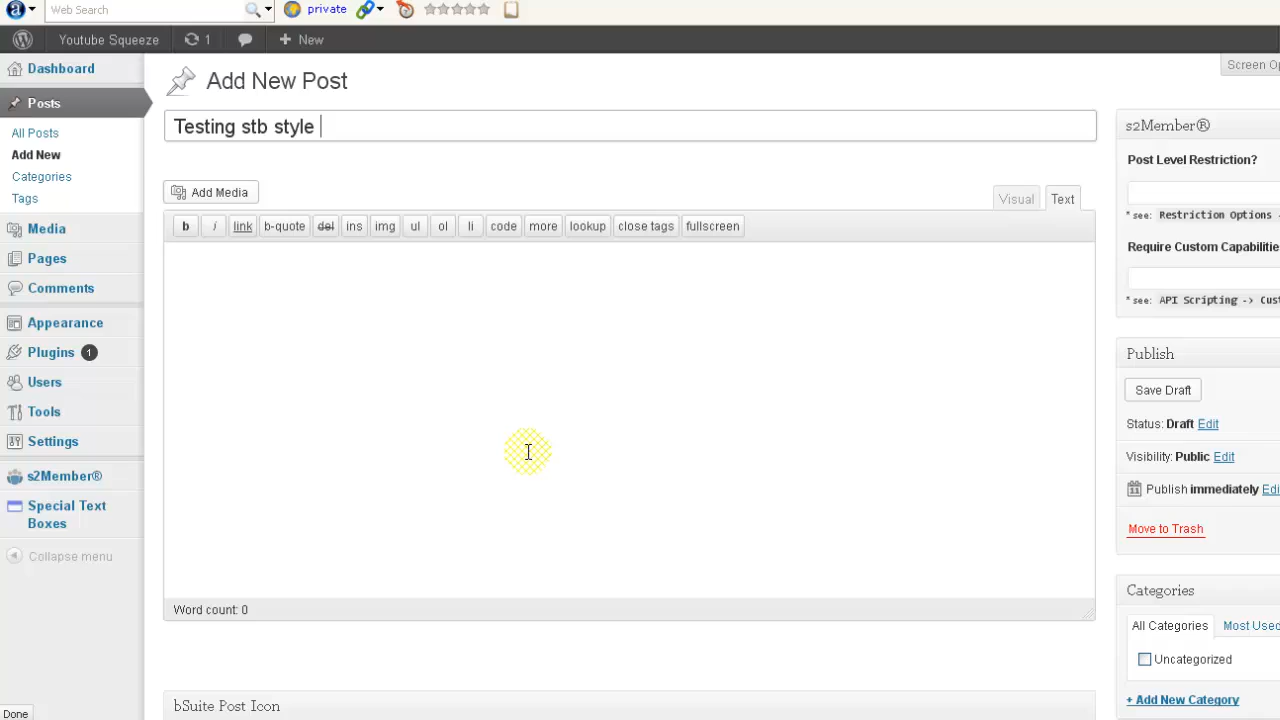 a Web Search private
Youtube Squeeze 1 + New
Screen Op
Dashboard
Posts
All Posts
Add New
Categories
Tags
Media
Pages
Comments
Appearance
Plugins 1
Users
Tools
Settings
s2Member®
Special Text
Boxes
Collapse menu
Add New Post
Testing stb style
Add Media
Visual Text
b i link b-quote del ins img ul ol li code more lookup close tags fullscreen
Word count: 0
bSuite Post Icon
s2Member®
Post Level Restriction?
* see: Restriction Options -
Require Custom Capabilitie
* see: API Scripting -> Cust
Publish
Save Draft
Status: Draft Edit
Visibility: Public Edit
11 Publish immediately Edi
Move to Trash
Categories
All Categories Most Used
Uncategorized
+ Add New Category
Done